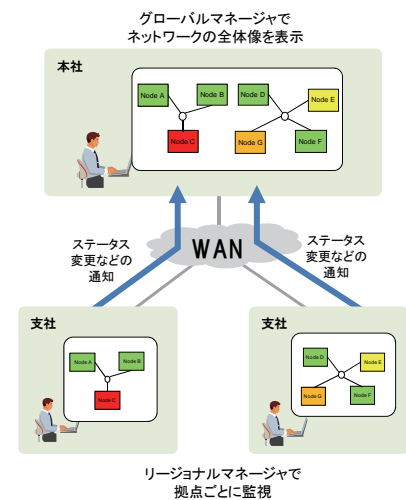 グローバルマネージャで
ネットワークの全体像を表示
本社
Node A
Node B
Node D
Node E
Node C
Node G
Node F
ステータス
変更などの
通知
WAN
ステータス
変更などの
通知
支社
Node A
Node B
Node C
支社
Node D
Node E
Node G
Node F
リージョナルマネージャで
拠点ごとに監視